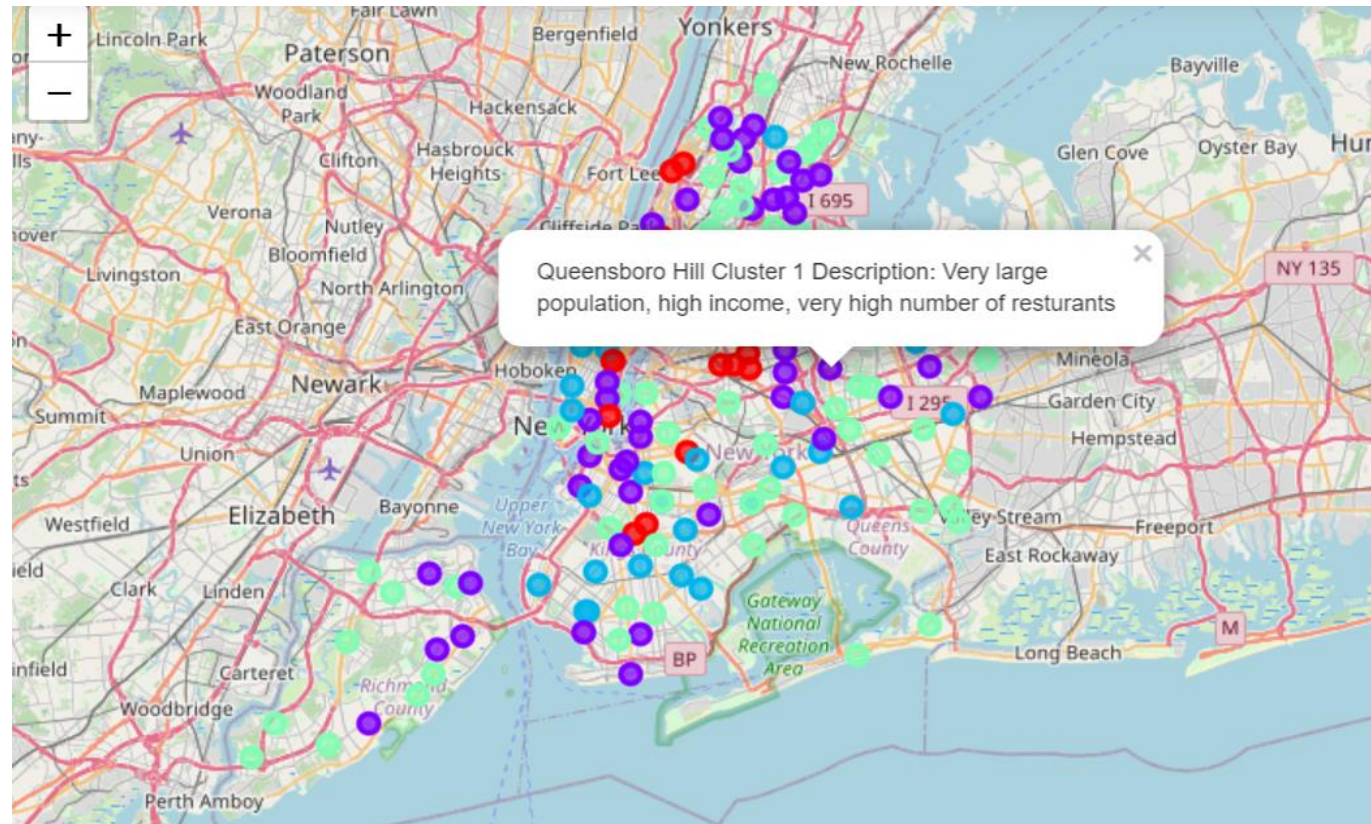 +
−
Fair Lawn
Lincoln Park
Paterson
Bergenfield
Yonkers
New Rochelle
Bayville
Woodland
Park
Hackensack
Clifton
Hasbrouck
Heights
Fort Lee
Glen Cove
Oyster Bay
I 695
Verona
Nutley
Cliffside Pa
Bloomfield
Livingston
North Arlington
NY 135
Queensboro Hill Cluster 1 Description: Very large
population, high income, very high number of resturants
×
East Orange
Hoboken
Mineola
Maplewood
Newark
I 295
Garden City
Summit
New York
Hempstead
Union
New York
Bayonne
Upper
New York
Bay
Elizabeth
Westfield
Queens
County
Valley Stream
Freeport
Kings County
East Rockaway
Clark
Linden
Gateway
National
Recreation
Area
M
BP
Long Beach
Carteret
Richmond
County
Woodbridge
Perth Amboy